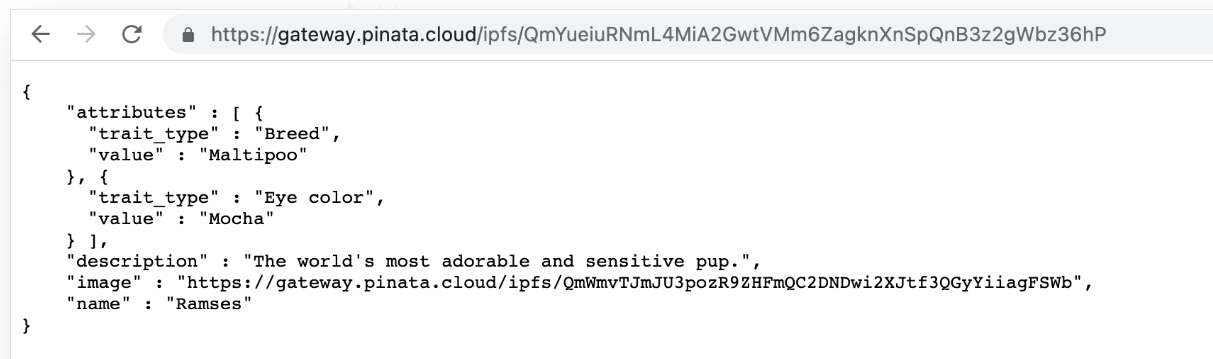 https://gateway.pinata.cloud/ipfs/QmYueiuRNmL4MiA2GwtVMm6ZagknXnSpQnB3z2gWbz36hP
{
"attributes" : [ {
"trait_type" : "Breed",
"value" : "Maltipoo"
}, {
"trait_type" : "Eye color",
"value" : "Mocha"
} ],
"description" : "The world's most adorable and sensitive pup.",
"image" : "https://gateway.pinata.cloud/ipfs/QmWmvTJmJU3pozR9ZHFmQC2DNDwi2XJtf3QGyYiiagFSWb",
"name" : "Ramses"
}